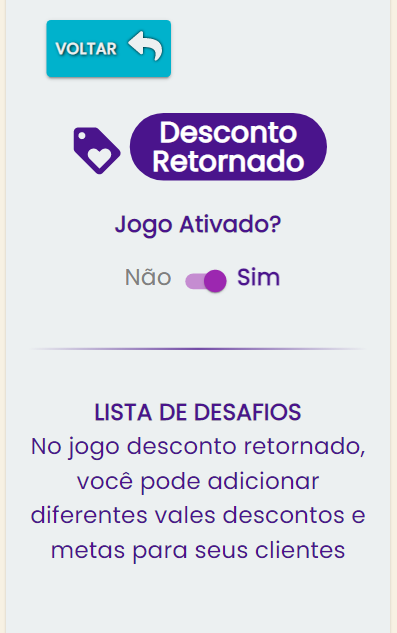 VOLTAR
Desconto
Retornado
Jogo Ativado?
Não Sim
LISTA DE DESAFIOS
No jogo desconto retornado,
você pode adicionar
diferentes vales descontos e
metas para seus clientes